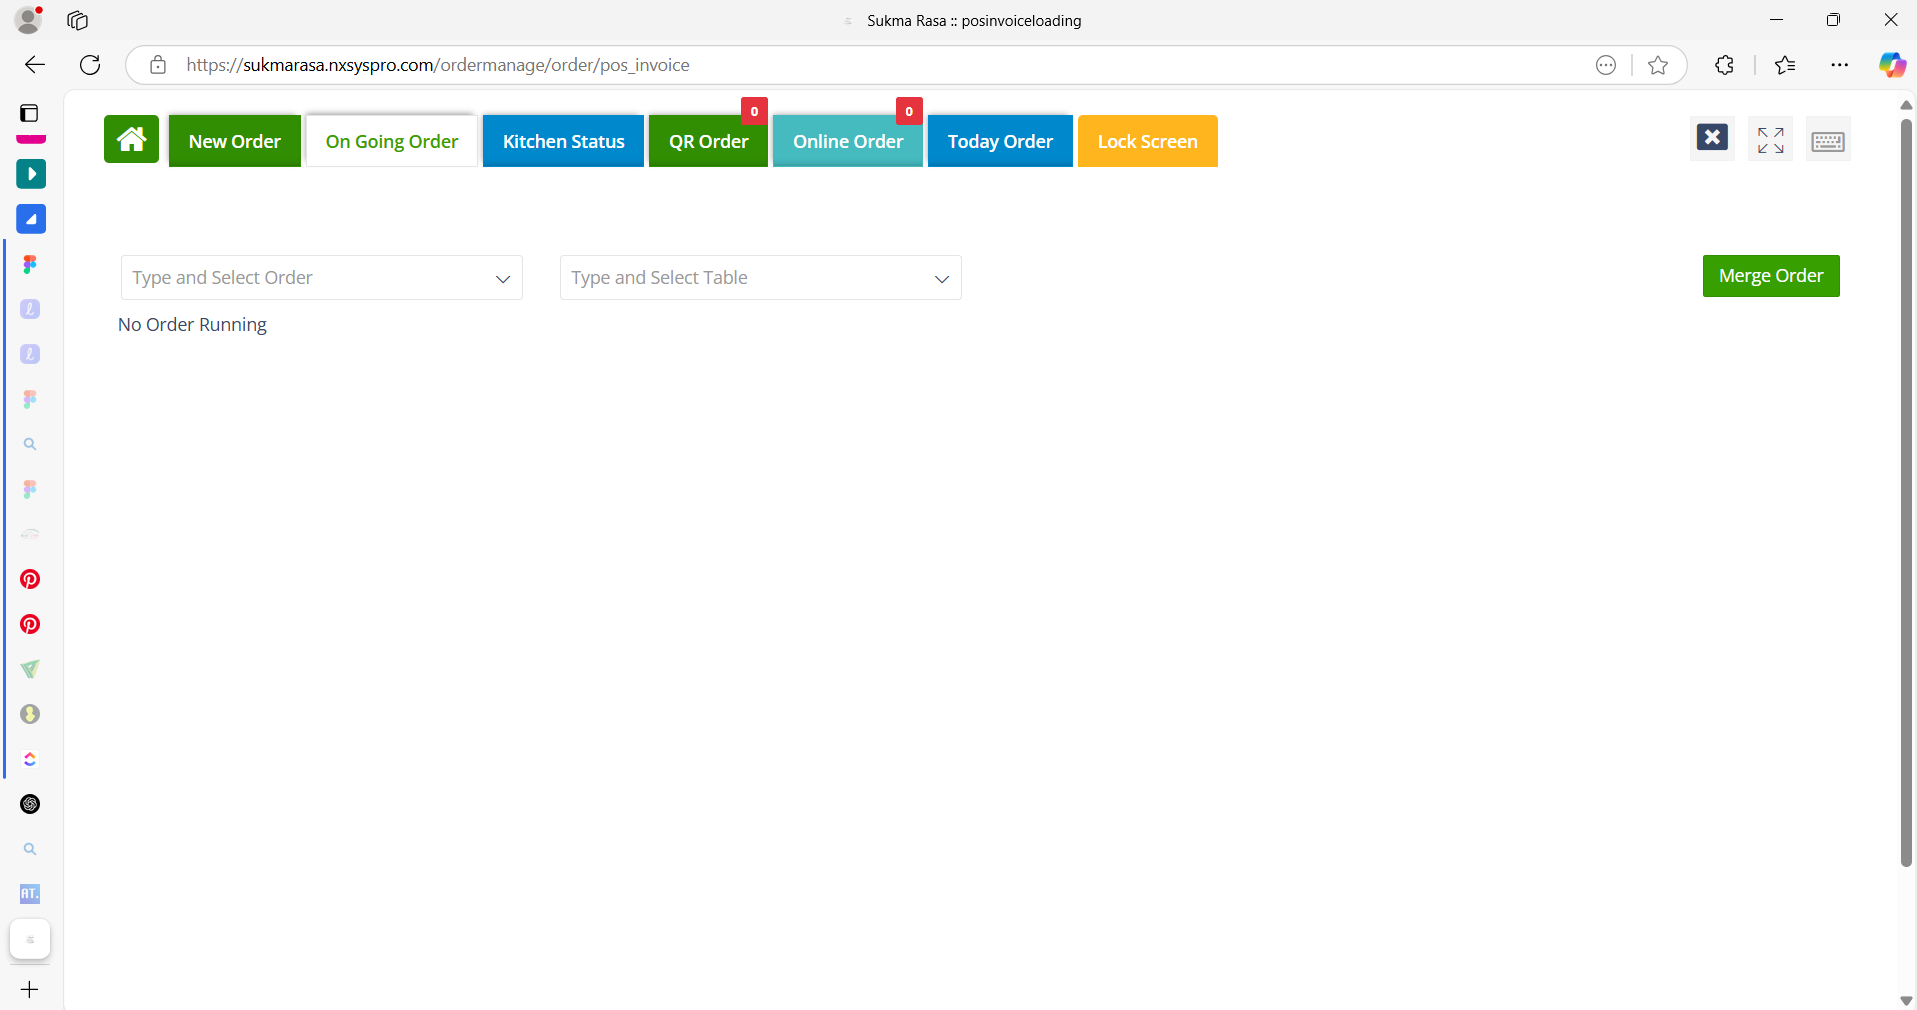 Sukma Rasa :: posinvoiceloading
https://sukmarasa.nxsyspro.com/ordermanage/order/pos_invoice
0
0
New Order
On Going Order
Kitchen Status
QR Order
Online Order
Today Order
Lock Screen
Type and Select Order
Type and Select Table
Merge Order
No Order Running
AT.